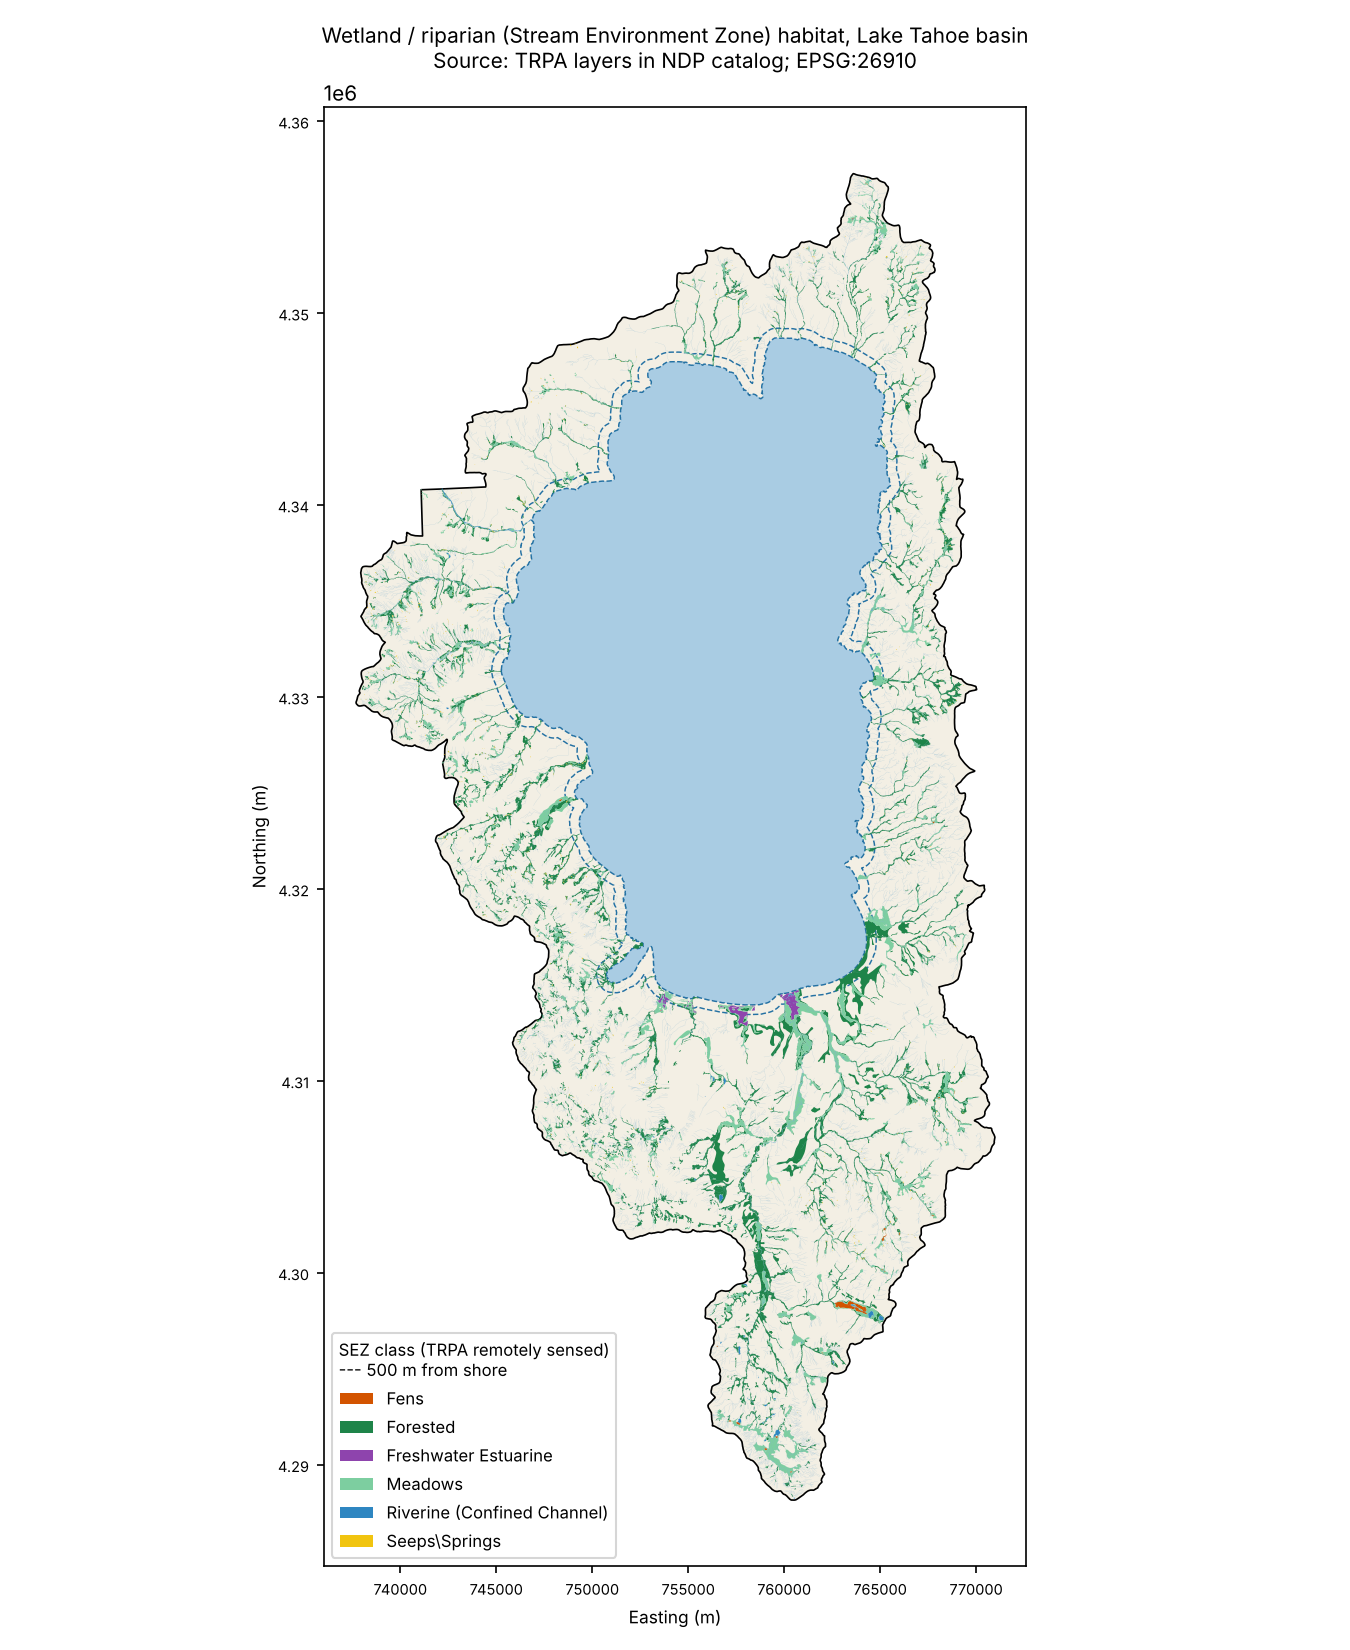 Wetland / riparian (Stream Environment Zone) habitat, Lake Tahoe basin
Source: TRPA layers in NDP catalog; EPSG:26910
1e6
4.36
4.35
4.34
4.33
4.32
4.31
4.30
4.29
Northing (m)
SEZ class (TRPA remotely sensed)
--- 500 m from shore
Fens
Forested
Freshwater Estuarine
Meadows
Riverine (Confined Channel)
Seeps\Springs
740000 745000 750000 755000 760000 765000 770000
Easting (m)